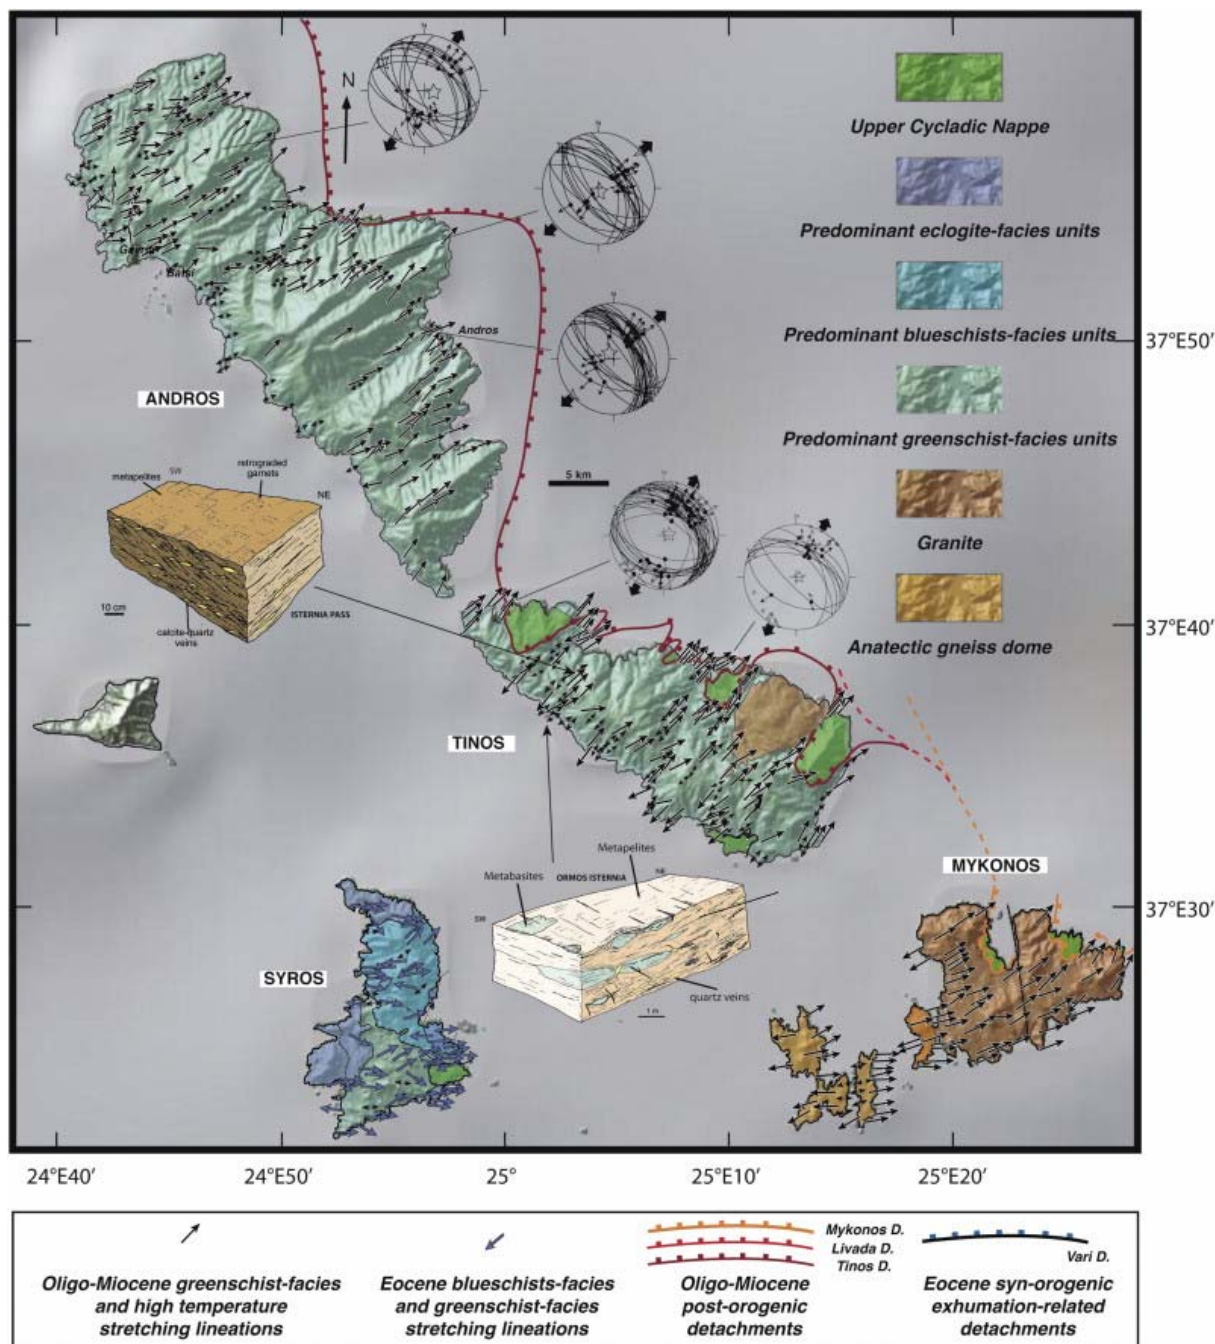 N
Upper Cycladic Nappe
Predominant eclogite-facies units
Gavrio
Batsi
Predominant blueschists-facies units
Andros
37°E50'
ANDROS
Predominant greenschist-facies units
metapelites
SW
retrograded
garnets
NE
5 km
Granite
10 cm
ISTERNIA PASS
calcite-quartz
veins
37°E40'
Anatectic gneiss dome
TINOS
Metapelites
MYKONOS
Metabasites
ORMOS ISTERNIA
NE
SW
37°E30'
SYROS
quartz veins
1 m
24°E40'
24°E50'
25°
25°E10'
25°E20'
Mykonos D.
Livada D.
Tinos D.
Vari D.
Oligo-Miocene greenschist-facies
and high temperature
stretching lineations
Eocene blueschists-facies
and greenschist-facies
stretching lineations
Oligo-Miocene
post-orogenic
detachments
Eocene syn-orogenic
exhumation-related
detachments